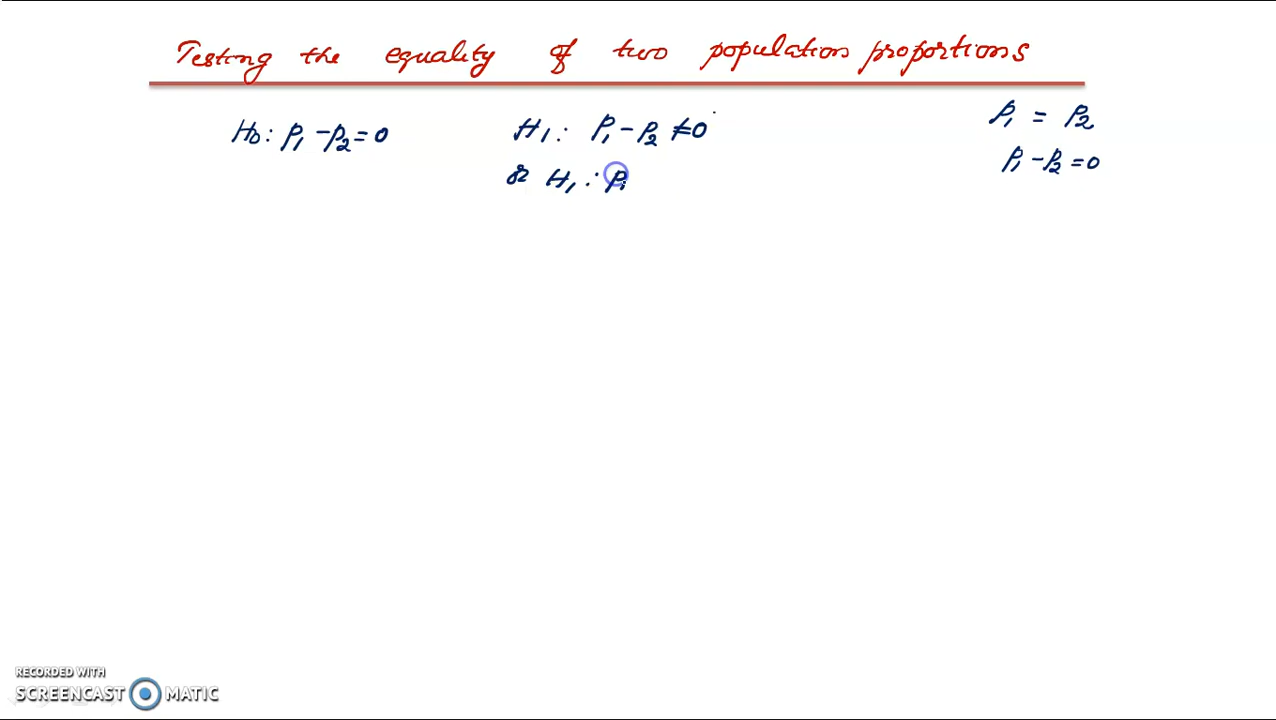 Testing the equality of two population proportions
H0: p1 - p2 = 0
H1: p1 - p2 ≠ 0
or H1: p1
p1 = p2
p1 - p2 = 0
RECORDED WITH
SCREENCAST MATIC